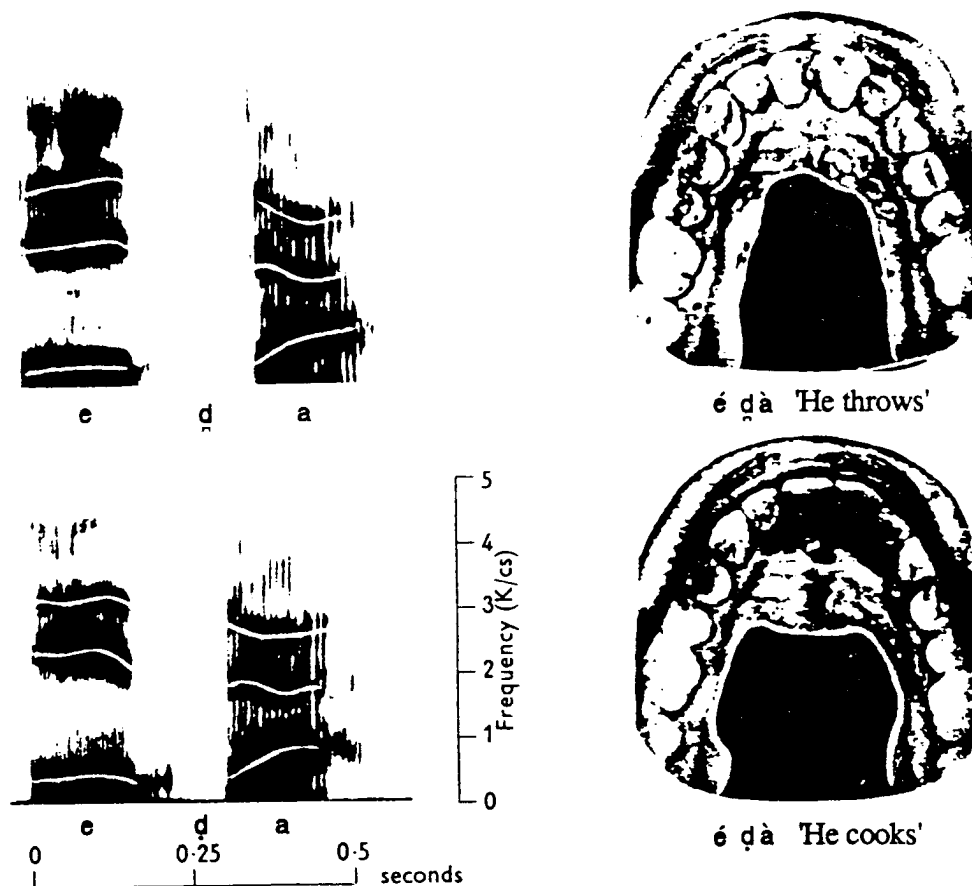 e d̪ a
é d̪à 'He throws'
5
4
3
2
1
0
Frequency (K/cs)
e ḍ a
é ḍà 'He cooks'
0 0·25 0·5
seconds